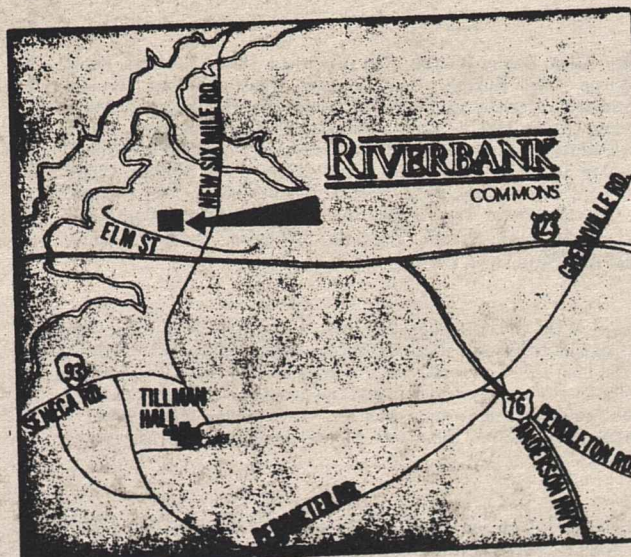 NEW SIX MILE RD.
RIVERBANK
COMMONS
GREENVILLE RD.
ELM ST
93
SENECA RD.
TILLMAN
HALL
76
PENDLETON RD.
ANDERSON HWY.
PERIMETER RD.